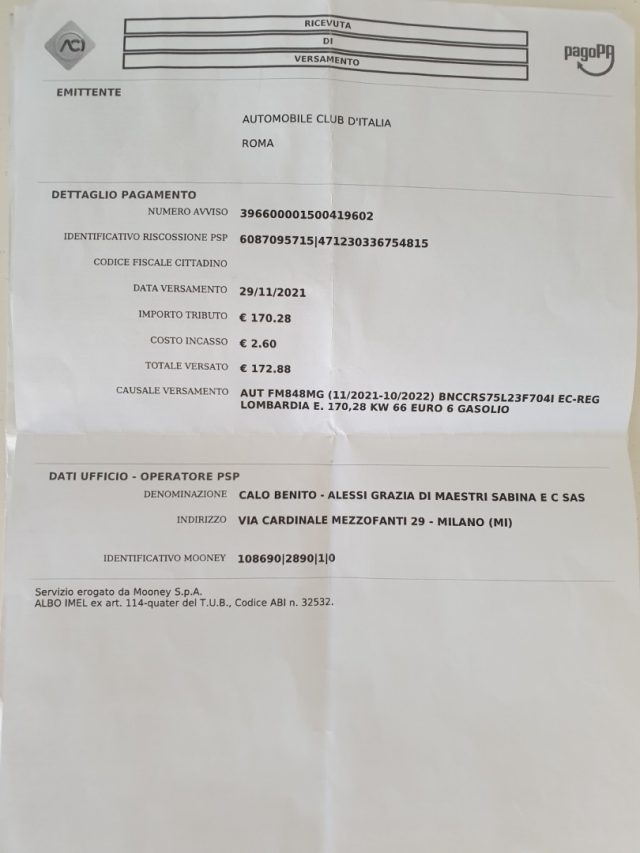 ACI
RICEVUTA
DI
VERSAMENTO
pagoPA
EMITTENTE
AUTOMOBILE CLUB D'ITALIA
ROMA
DETTAGLIO PAGAMENTO
NUMERO AVVISO 396600001500419602
IDENTIFICATIVO RISCOSSIONE PSP 6087095715|471230336754815
CODICE FISCALE CITTADINO
DATA VERSAMENTO 29/11/2021
IMPORTO TRIBUTO € 170.28
COSTO INCASSO € 2.60
TOTALE VERSATO € 172.88
CAUSALE VERSAMENTO AUT FM848MG (11/2021-10/2022) BNCCRS75L23F704I EC-REG
LOMBARDIA E. 170,28 KW 66 EURO 6 GASOLIO
DATI UFFICIO - OPERATORE PSP
DENOMINAZIONE CALO BENITO - ALESSI GRAZIA DI MAESTRI SABINA E C SAS
INDIRIZZO VIA CARDINALE MEZZOFANTI 29 - MILANO (MI)
IDENTIFICATIVO MOONEY 108690|2890|1|0
Servizio erogato da Mooney S.p.A.
ALBO IMEL ex art. 114-quater del T.U.B., Codice ABI n. 32532.